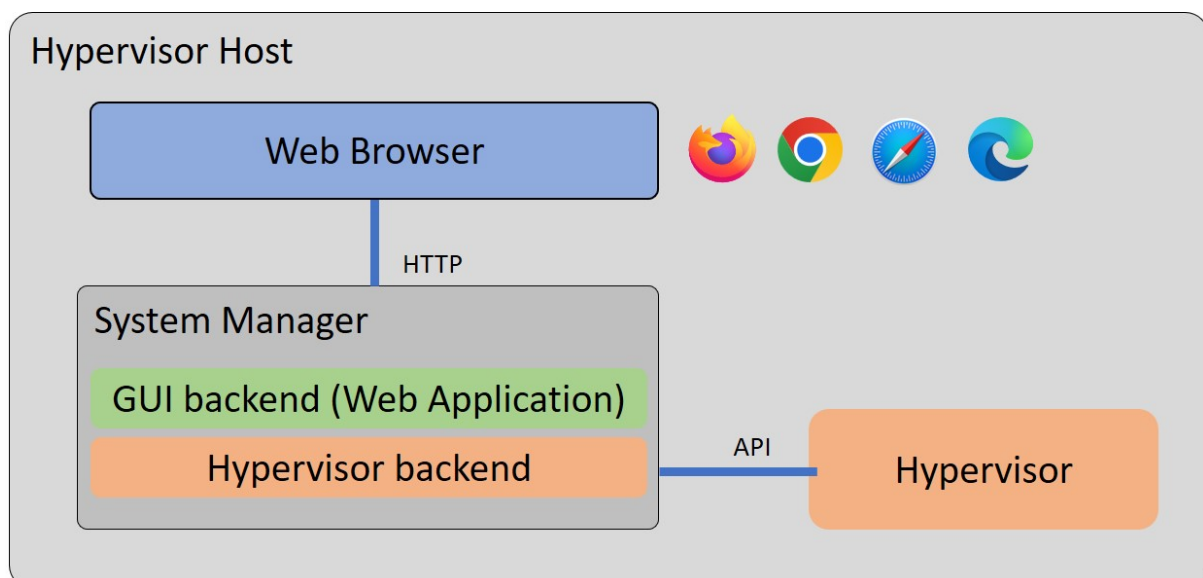 Hypervisor Host
Web Browser
HTTP
System Manager
GUI backend (Web Application)
Hypervisor backend
API
Hypervisor